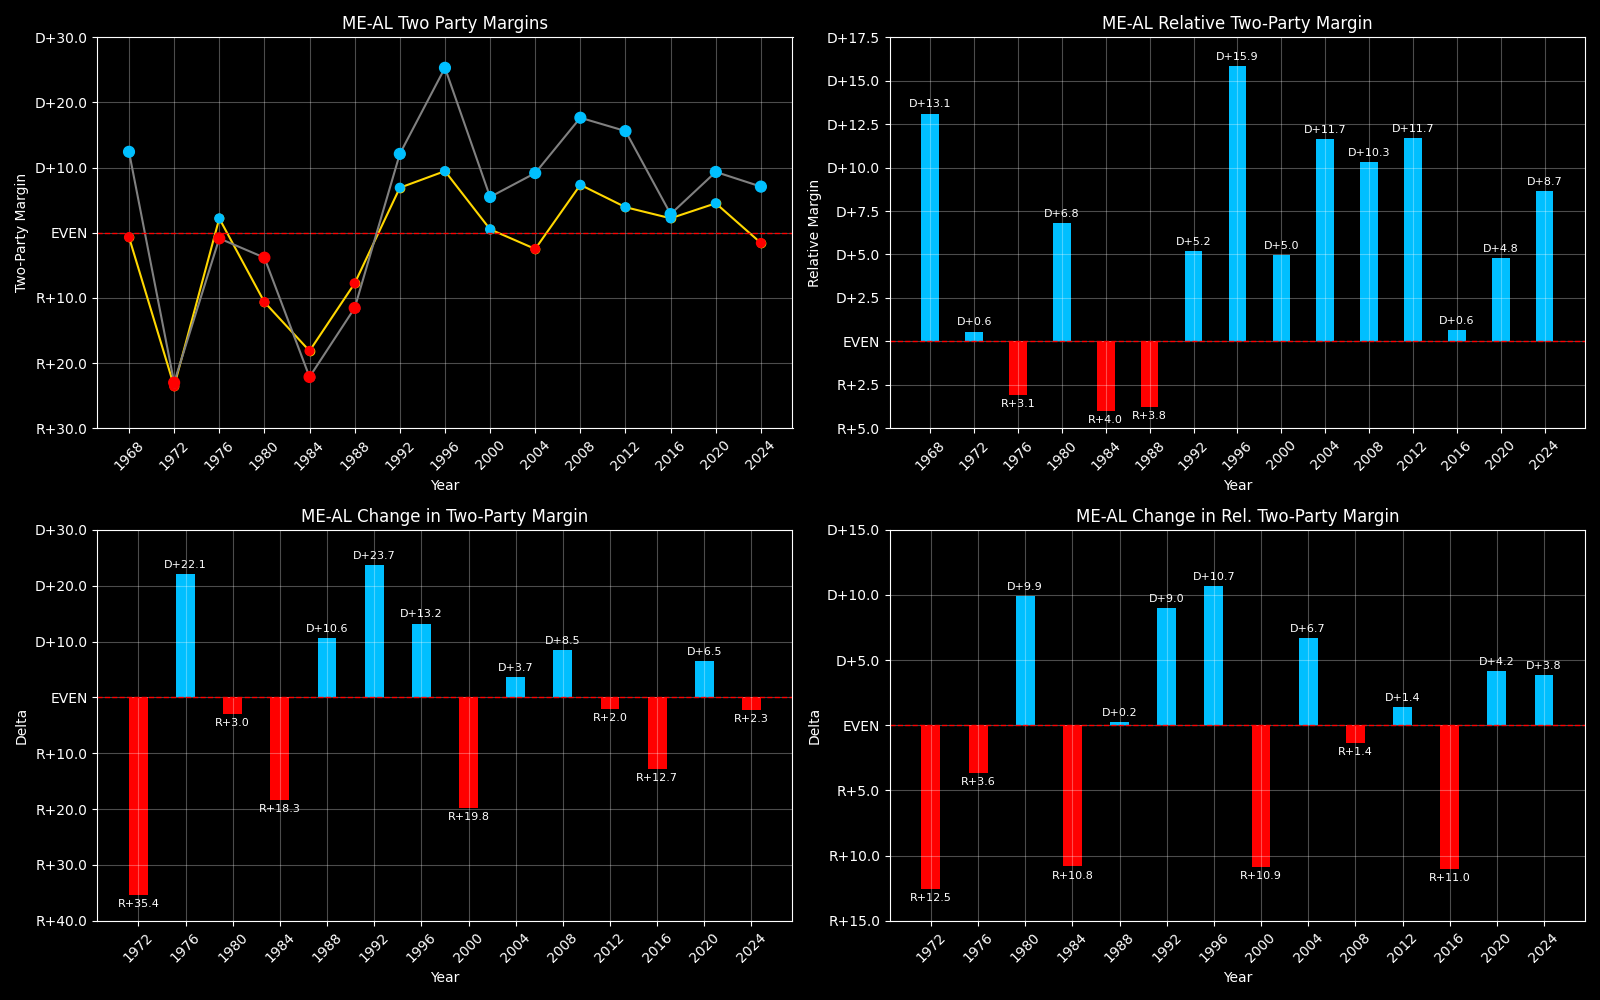 ME-AL Two Party Margins
D+30.0
D+20.0
D+10.0
EVEN
R+10.0
R+20.0
R+30.0
Two-Party Margin
1968 1972 1976 1980 1984 1988 1992 1996 2000 2004 2008 2012 2016 2020 2024
Year
ME-AL Relative Two-Party Margin
D+17.5
D+15.0
D+12.5
D+10.0
D+7.5
D+5.0
D+2.5
EVEN
R+2.5
R+5.0
Relative Margin
D+13.1
D+0.6
R+3.1
D+6.8
R+4.0
R+3.8
D+5.2
D+15.9
D+5.0
D+11.7
D+10.3
D+11.7
D+0.6
D+4.8
D+8.7
1968 1972 1976 1980 1984 1988 1992 1996 2000 2004 2008 2012 2016 2020 2024
Year
ME-AL Change in Two-Party Margin
D+30.0
D+20.0
D+10.0
EVEN
R+10.0
R+20.0
R+30.0
R+40.0
Delta
R+35.4
D+22.1
R+3.0
R+18.3
D+10.6
D+23.7
D+13.2
R+19.8
D+3.7
D+8.5
R+2.0
R+12.7
D+6.5
R+2.3
1972 1976 1980 1984 1988 1992 1996 2000 2004 2008 2012 2016 2020 2024
Year
ME-AL Change in Rel. Two-Party Margin
D+15.0
D+10.0
D+5.0
EVEN
R+5.0
R+10.0
R+15.0
Delta
R+12.5
R+3.6
D+9.9
R+10.8
D+0.2
D+9.0
D+10.7
R+10.9
D+6.7
R+1.4
D+1.4
R+11.0
D+4.2
D+3.8
1972 1976 1980 1984 1988 1992 1996 2000 2004 2008 2012 2016 2020 2024
Year